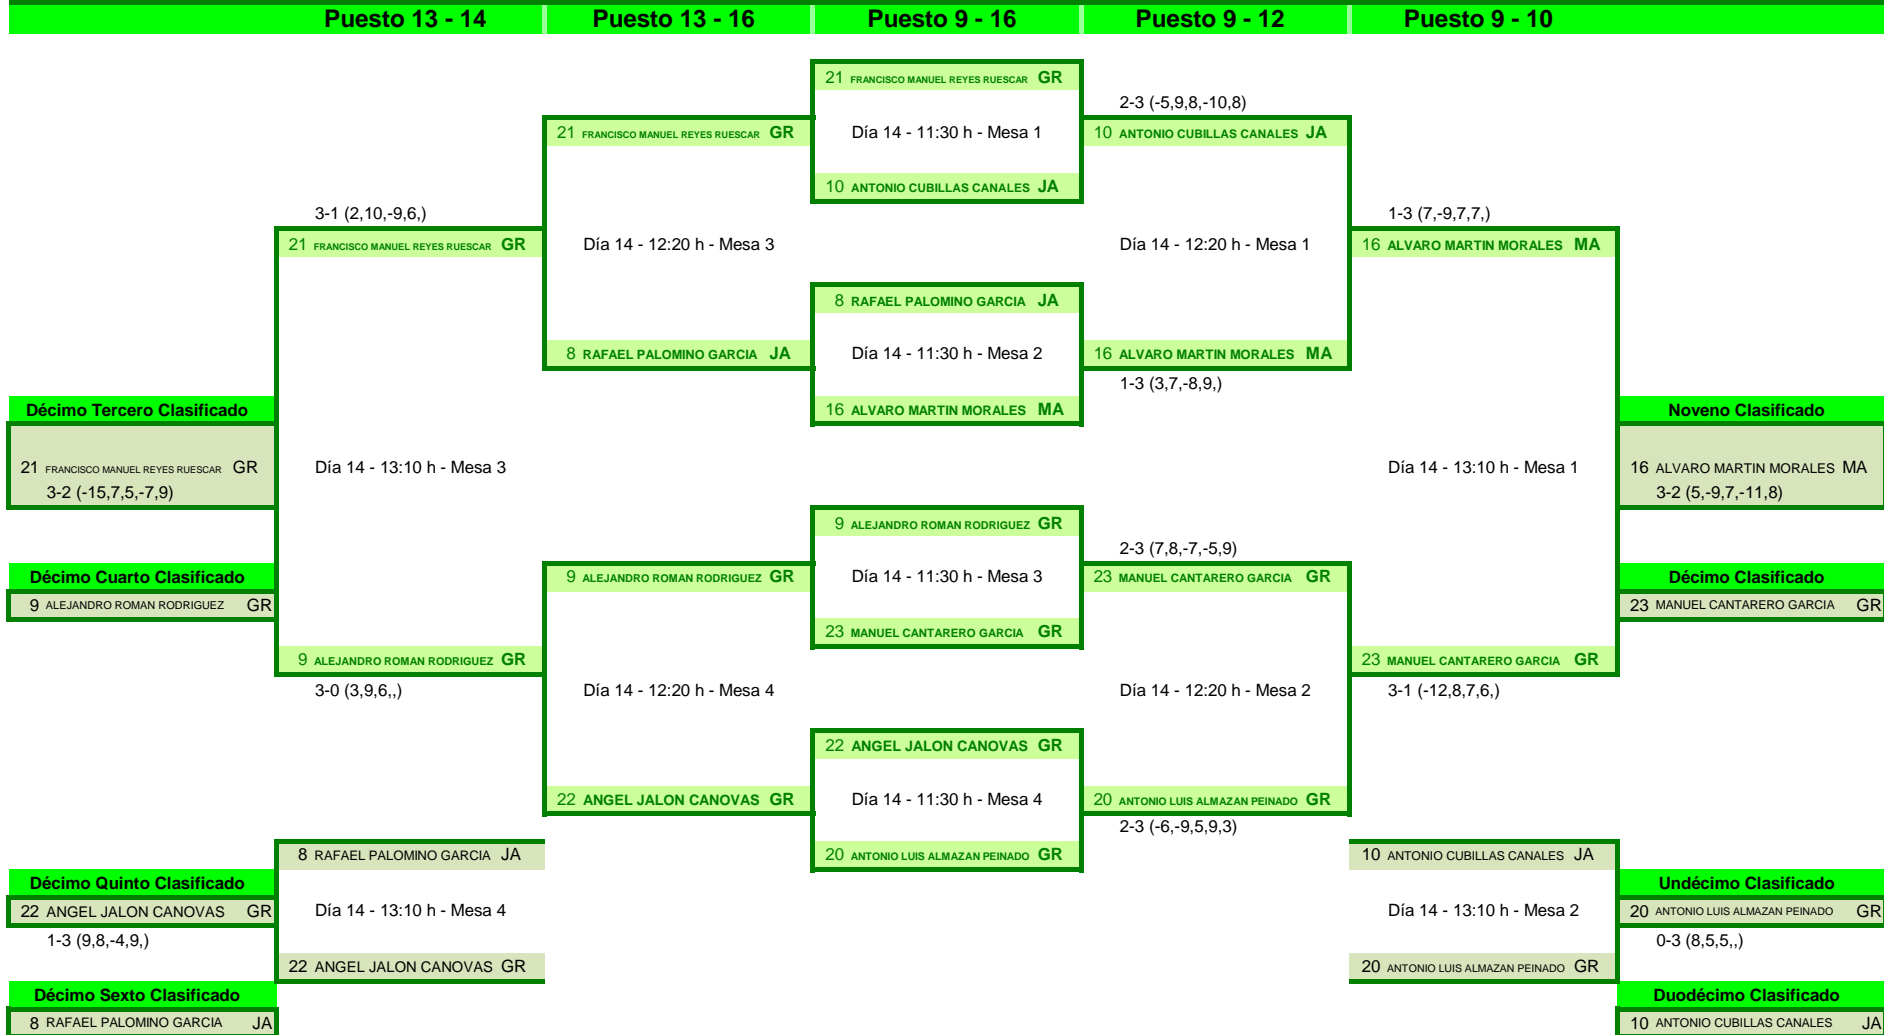 Puesto 13 - 14 Puesto 13 - 16 Puesto 9 - 16 Puesto 9 - 12 Puesto 9 - 10
21 FRANCISCO MANUEL REYES RUESCAR GR
2-3 (-5,9,8,-10,8)
21 FRANCISCO MANUEL REYES RUESCAR GR Día 14 - 11:30 h - Mesa 1 10 ANTONIO CUBILLAS CANALES JA
10 ANTONIO CUBILLAS CANALES JA
3-1 (2,10,-9,6,) 1-3 (7,-9,7,7,)
21 FRANCISCO MANUEL REYES RUESCAR GR Día 14 - 12:20 h - Mesa 3 Día 14 - 12:20 h - Mesa 1 16 ALVARO MARTIN MORALES MA
8 RAFAEL PALOMINO GARCIA JA
8 RAFAEL PALOMINO GARCIA JA Día 14 - 11:30 h - Mesa 2 16 ALVARO MARTIN MORALES MA
1-3 (3,7,-8,9,)
Décimo Tercero Clasificado 16 ALVARO MARTIN MORALES MA Noveno Clasificado
21 FRANCISCO MANUEL REYES RUESCAR GR Día 14 - 13:10 h - Mesa 3 Día 14 - 13:10 h - Mesa 1 16 ALVARO MARTIN MORALES MA
3-2 (-15,7,5,-7,9) 3-2 (5,-9,7,-11,8)
9 ALEJANDRO ROMAN RODRIGUEZ GR
2-3 (7,8,-7,-5,9)
Décimo Cuarto Clasificado 9 ALEJANDRO ROMAN RODRIGUEZ GR Día 14 - 11:30 h - Mesa 3 23 MANUEL CANTARERO GARCIA GR Décimo Clasificado
9 ALEJANDRO ROMAN RODRIGUEZ GR 23 MANUEL CANTARERO GARCIA GR
23 MANUEL CANTARERO GARCIA GR
9 ALEJANDRO ROMAN RODRIGUEZ GR 23 MANUEL CANTARERO GARCIA GR
3-0 (3,9,6,,) Día 14 - 12:20 h - Mesa 4 Día 14 - 12:20 h - Mesa 2 3-1 (-12,8,7,6,)
22 ANGEL JALON CANOVAS GR
22 ANGEL JALON CANOVAS GR Día 14 - 11:30 h - Mesa 4 20 ANTONIO LUIS ALMAZAN PEINADO GR
2-3 (-6,-9,5,9,3)
8 RAFAEL PALOMINO GARCIA JA 20 ANTONIO LUIS ALMAZAN PEINADO GR 10 ANTONIO CUBILLAS CANALES JA
Décimo Quinto Clasificado Undécimo Clasificado
22 ANGEL JALON CANOVAS GR Día 14 - 13:10 h - Mesa 4 Día 14 - 13:10 h - Mesa 2 20 ANTONIO LUIS ALMAZAN PEINADO GR
1-3 (9,8,-4,9,) 0-3 (8,5,5,,)
22 ANGEL JALON CANOVAS GR 20 ANTONIO LUIS ALMAZAN PEINADO GR
Décimo Sexto Clasificado Duodécimo Clasificado
8 RAFAEL PALOMINO GARCIA JA 10 ANTONIO CUBILLAS CANALES JA